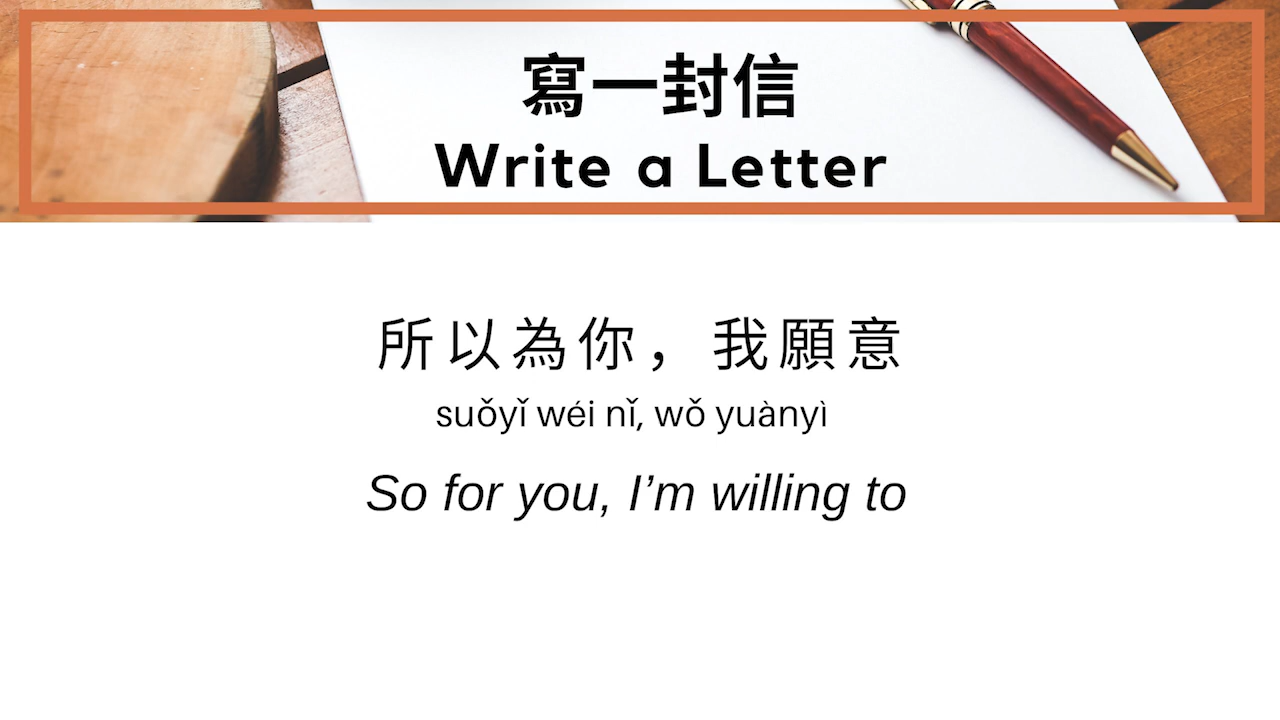 寫一封信
Write a Letter
所以為你，我願意
suǒyǐ wéi nǐ, wǒ yuànyì
So for you, I’m willing to